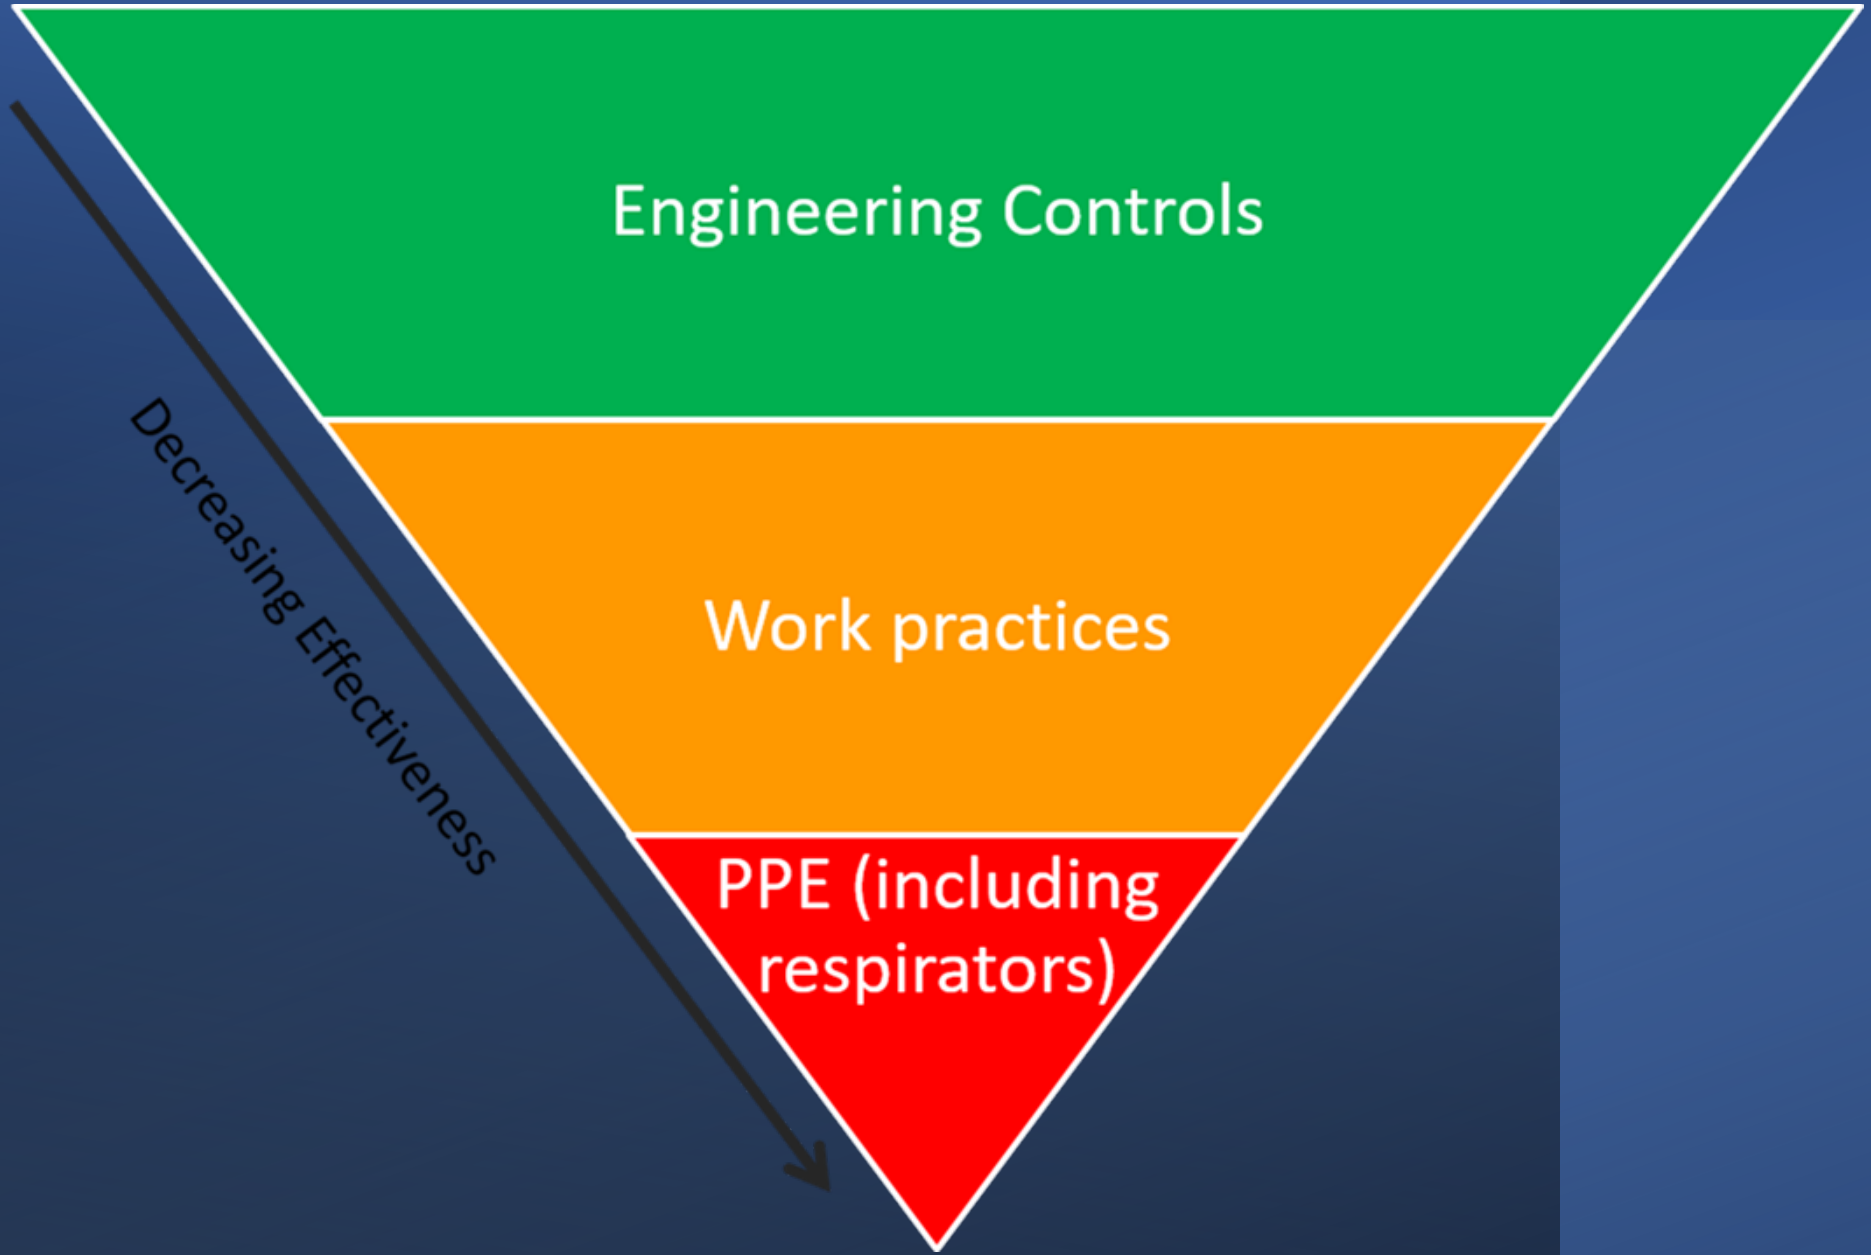 Engineering Controls
Decreasing Effectiveness
Work practices
PPE (including
respirators)